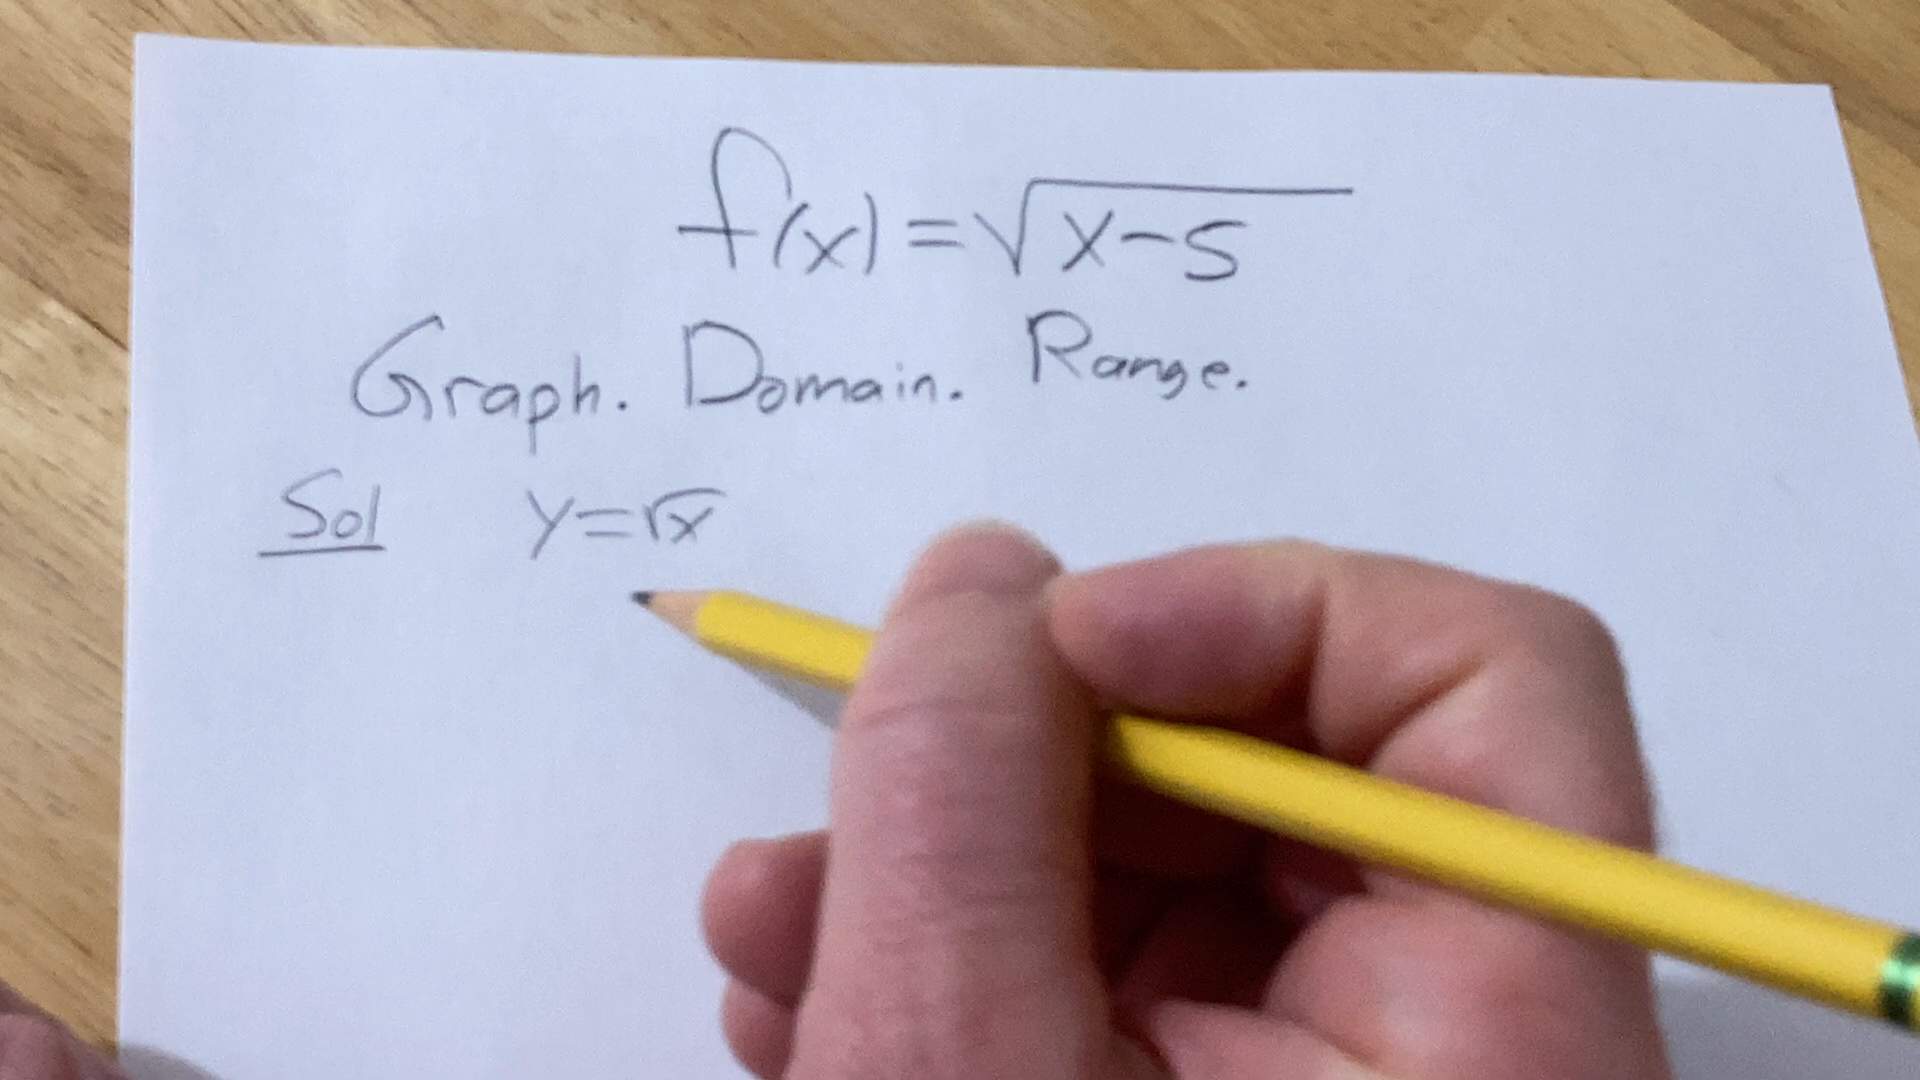 f(x) = √x-5
Graph. Domain. Range.
Sol y=√x